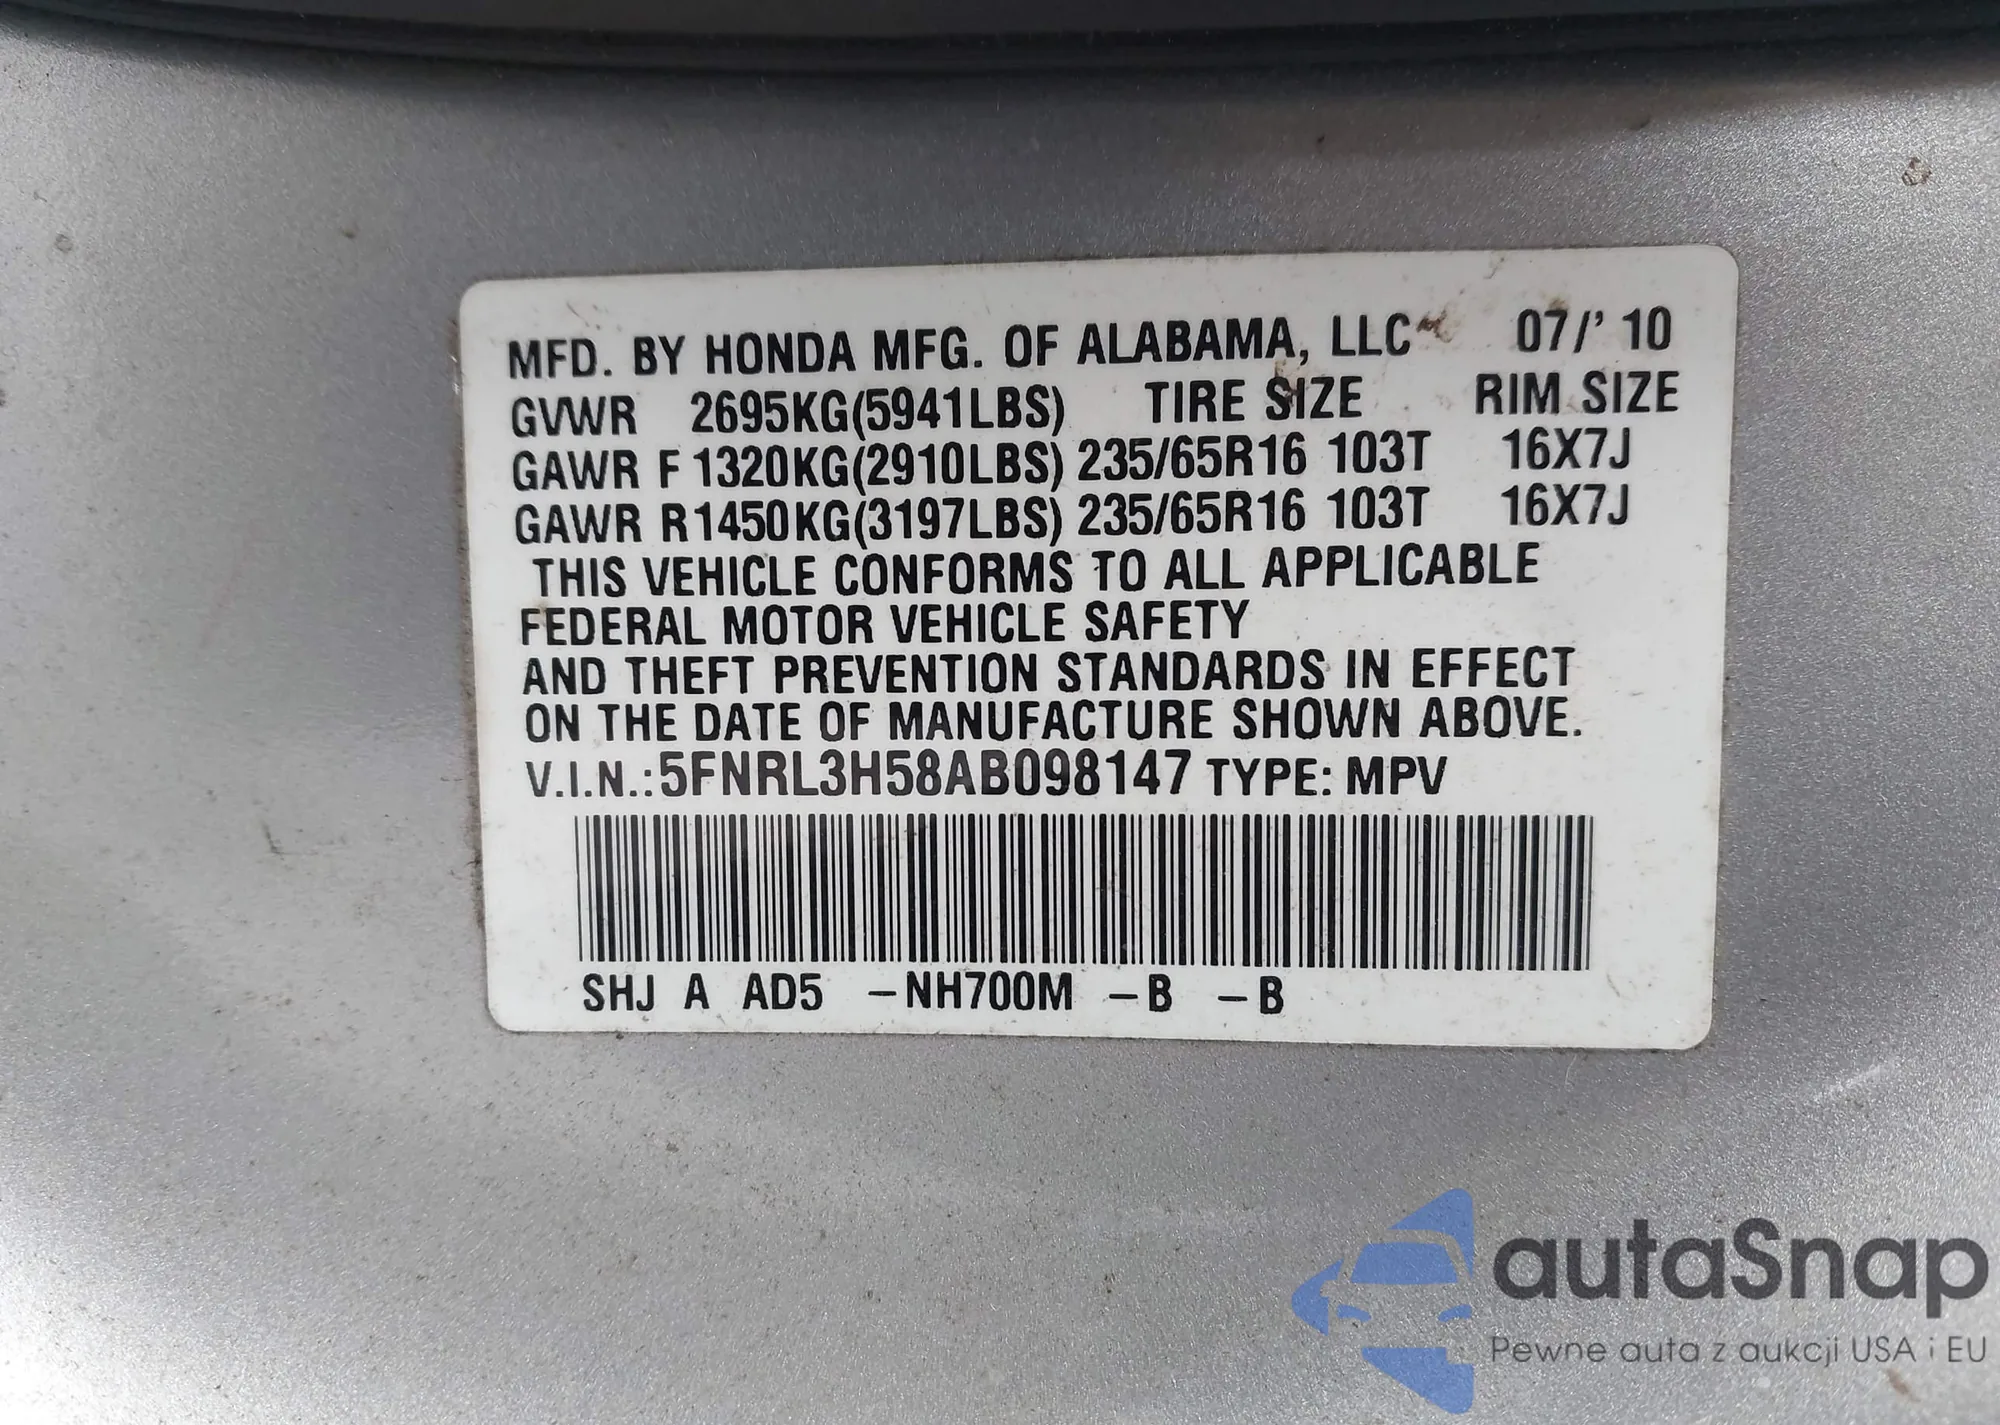 MFD. BY HONDA MFG. OF ALABAMA, LLC 07/' 10
GVWR 2695KG(5941LBS) TIRE SIZE RIM SIZE
GAWR F 1320KG(2910LBS) 235/65R16 103T 16X7J
GAWR R1450KG(3197LBS) 235/65R16 103T 16X7J
THIS VEHICLE CONFORMS TO ALL APPLICABLE
FEDERAL MOTOR VEHICLE SAFETY
AND THEFT PREVENTION STANDARDS IN EFFECT
ON THE DATE OF MANUFACTURE SHOWN ABOVE.
V.I.N.:5FNRL3H58AB098147 TYPE: MPV
SHJ A AD5 -NH700M -B -B
autaSnap
Pewne auta z aukcji USA i EU